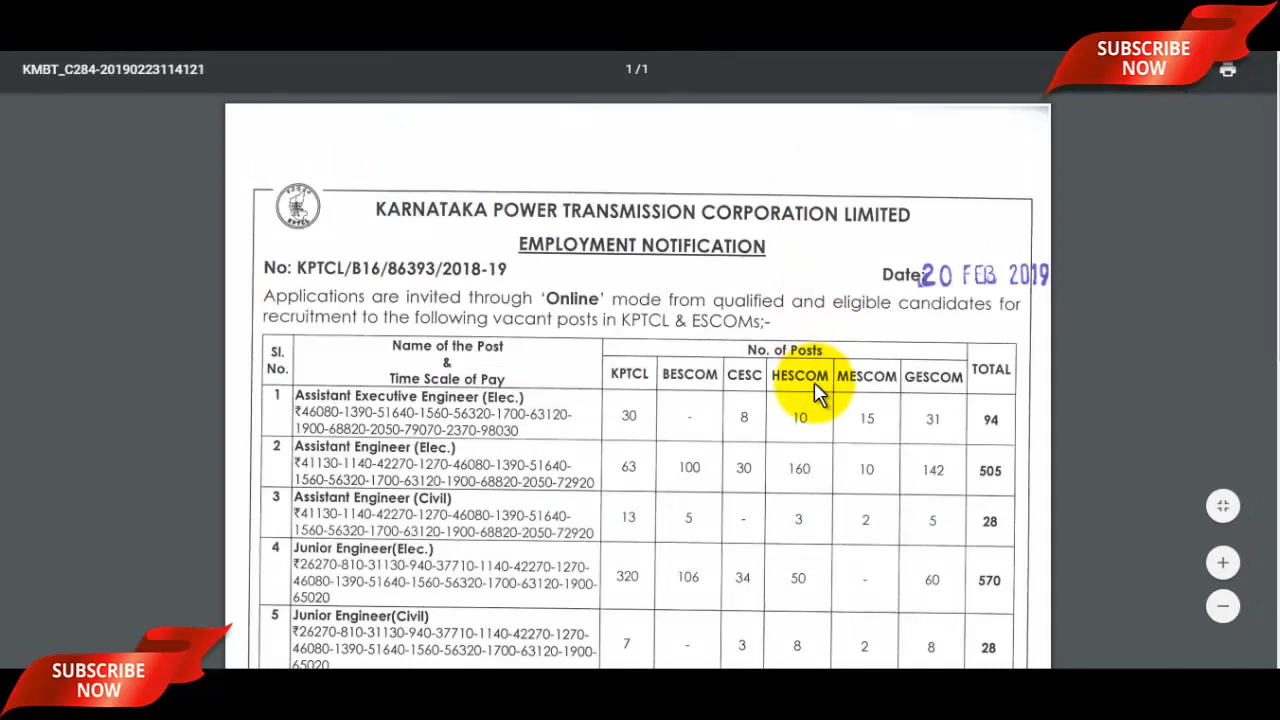 SUBSCRIBE
NOW
KMBT_C284-20190223114121
1 / 1
KPTCL
KARNATAKA POWER TRANSMISSION CORPORATION LIMITED
EMPLOYMENT NOTIFICATION
No: KPTCL/B16/86393/2018-19
Date: 20 FEB 2019
Applications are invited through 'Online' mode from qualified and eligible candidates for
recruitment to the following vacant posts in KPTCL & ESCOMs;-
Sl. No. Name of the Post & Time Scale of Pay No. of Posts TOTAL
KPTCL BESCOM CESC HESCOM MESCOM GESCOM
1 Assistant Executive Engineer (Elec.)
₹46080-1390-51640-1560-56320-1700-63120-
1900-68820-2050-79070-2370-98030
30 - 8 10 15 31 94
2 Assistant Engineer (Elec.)
₹41130-1140-42270-1270-46080-1390-51640-
1560-56320-1700-63120-1900-68820-2050-72920
63 100 30 160 10 142 505
3 Assistant Engineer (Civil)
₹41130-1140-42270-1270-46080-1390-51640-
1560-56320-1700-63120-1900-68820-2050-72920
13 5 - 3 2 5 28
4 Junior Engineer(Elec.)
₹26270-810-31130-940-37710-1140-42270-1270-
46080-1390-51640-1560-56320-1700-63120-1900-
65020
320 106 34 50 - 60 570
5 Junior Engineer(Civil)
₹26270-810-31130-940-37710-1140-42270-1270-
46080-1390-51640-1560-56320-1700-63120-1900-
65020
7 - 3 8 2 8 28
SUBSCRIBE
NOW